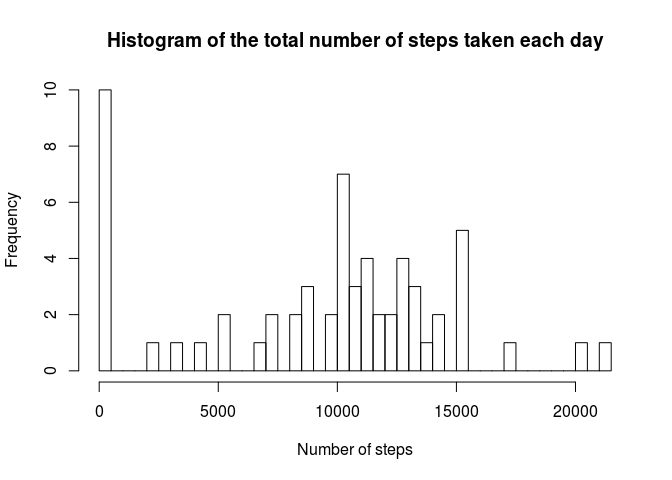 Histogram of the total number of steps taken each day
Frequency
10
8
6
4
2
0
0 5000 10000 15000 20000
Number of steps